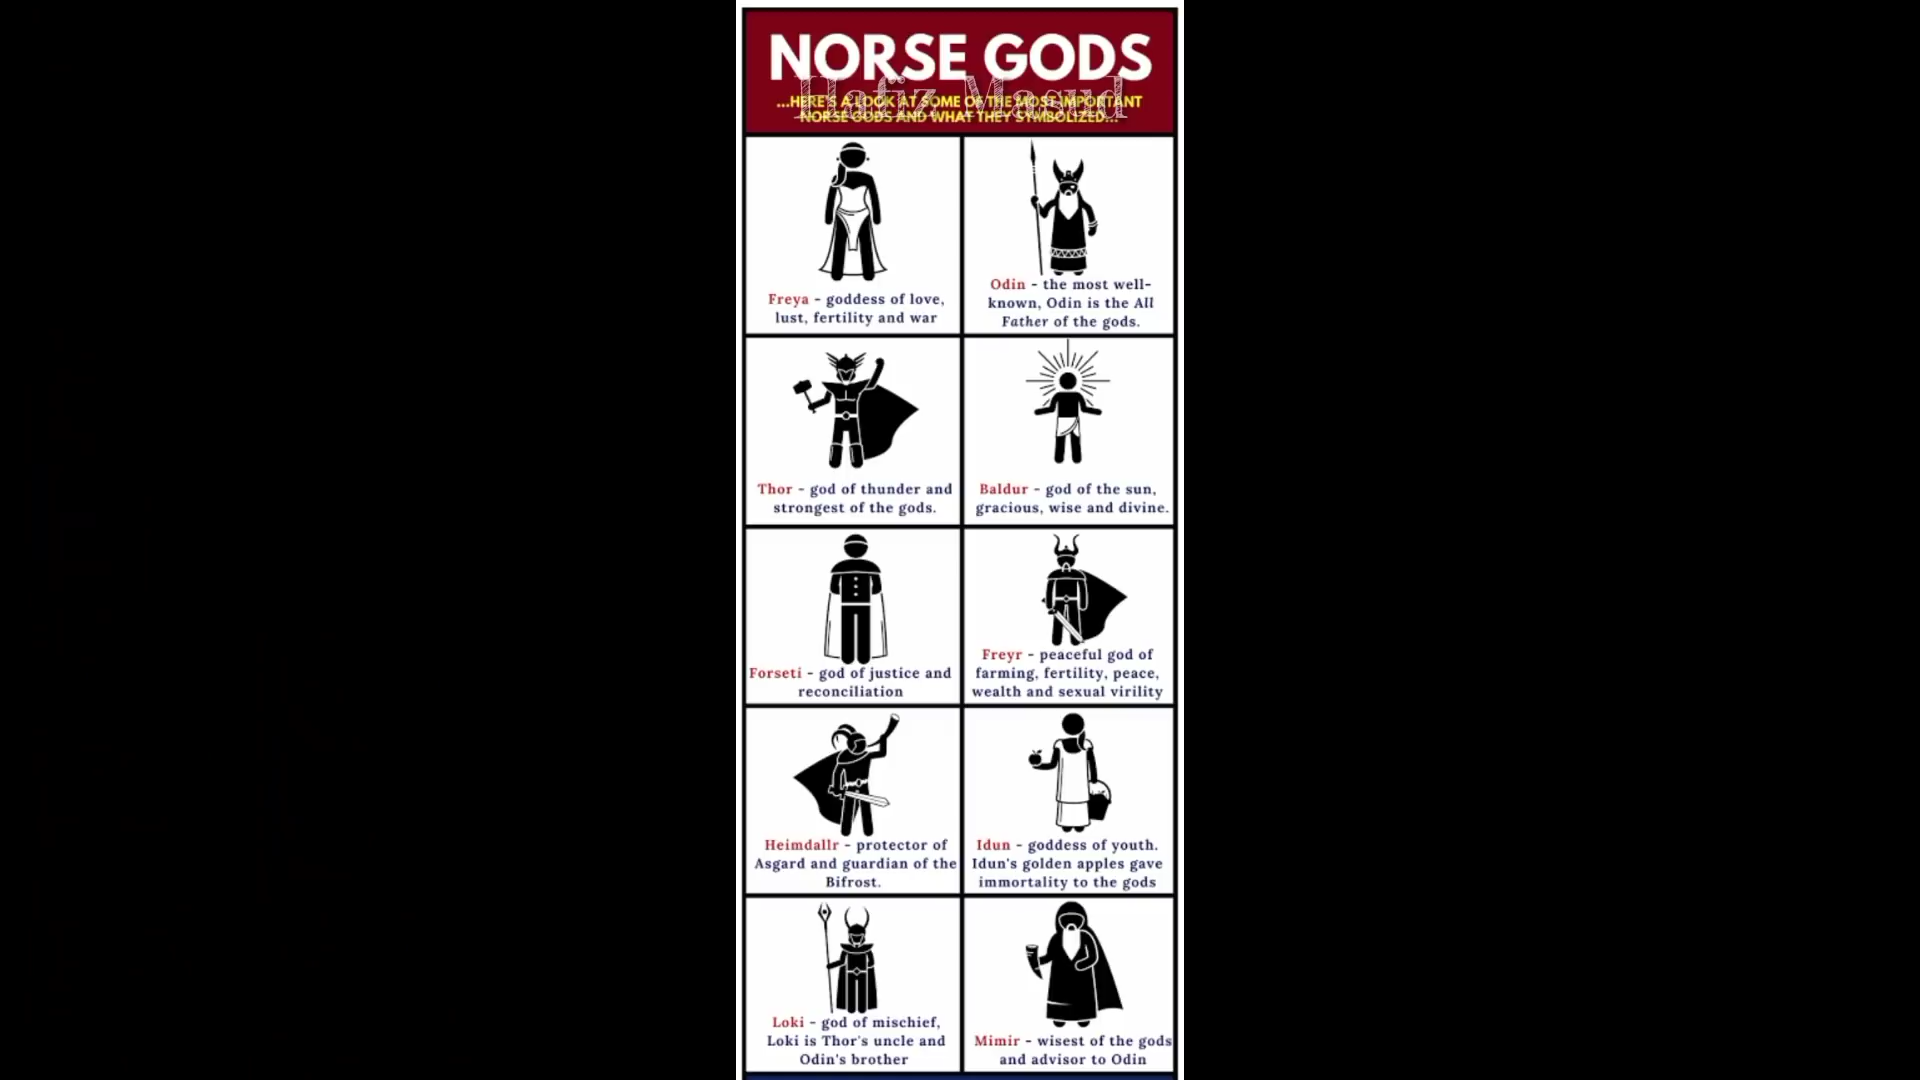 NORSE GODS
Hafiz Masud
...HERE'S A LOOK AT SOME OF THE MOST IMPORTANT
NORSE GODS AND WHAT THEY SYMBOLIZED...
Freya - goddess of love,
lust, fertility and war
Odin - the most well-
known, Odin is the All
Father of the gods.
Thor - god of thunder and
strongest of the gods.
Baldur - god of the sun,
gracious, wise and divine.
Forseti - god of justice and
reconciliation
Freyr - peaceful god of
farming, fertility, peace,
wealth and sexual virility
Heimdallr - protector of
Asgard and guardian of the
Bifrost.
Idun - goddess of youth.
Idun's golden apples gave
immortality to the gods
Loki - god of mischief,
Loki is Thor's uncle and
Odin's brother
Mimir - wisest of the gods
and advisor to Odin